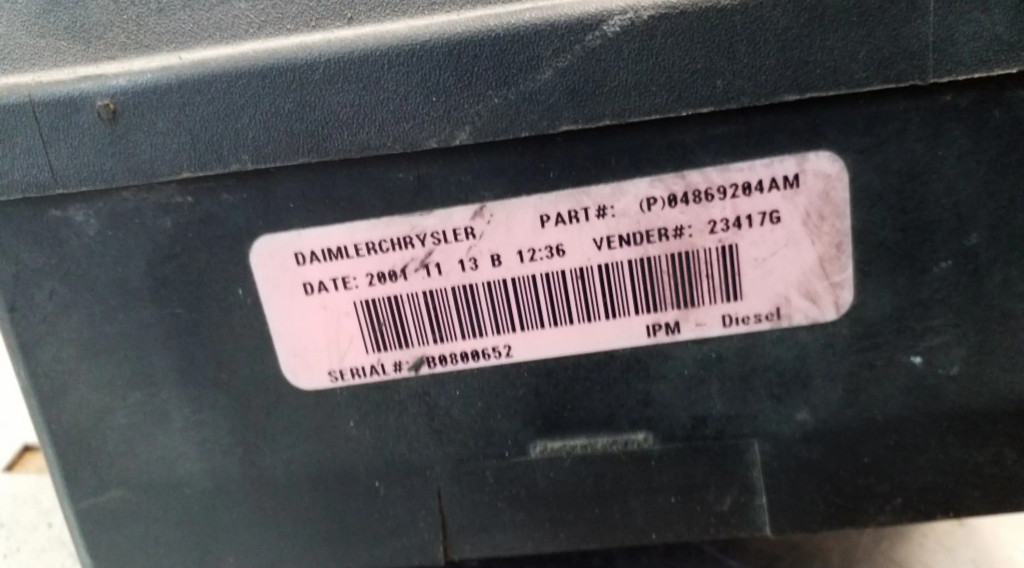 DAIMLERCHRYSLER PART#: (P)04869204AM
DATE: 2001 11 13 B 12:36 VENDER#: 23417G
SERIAL#: B0800652 IPM - Diesel